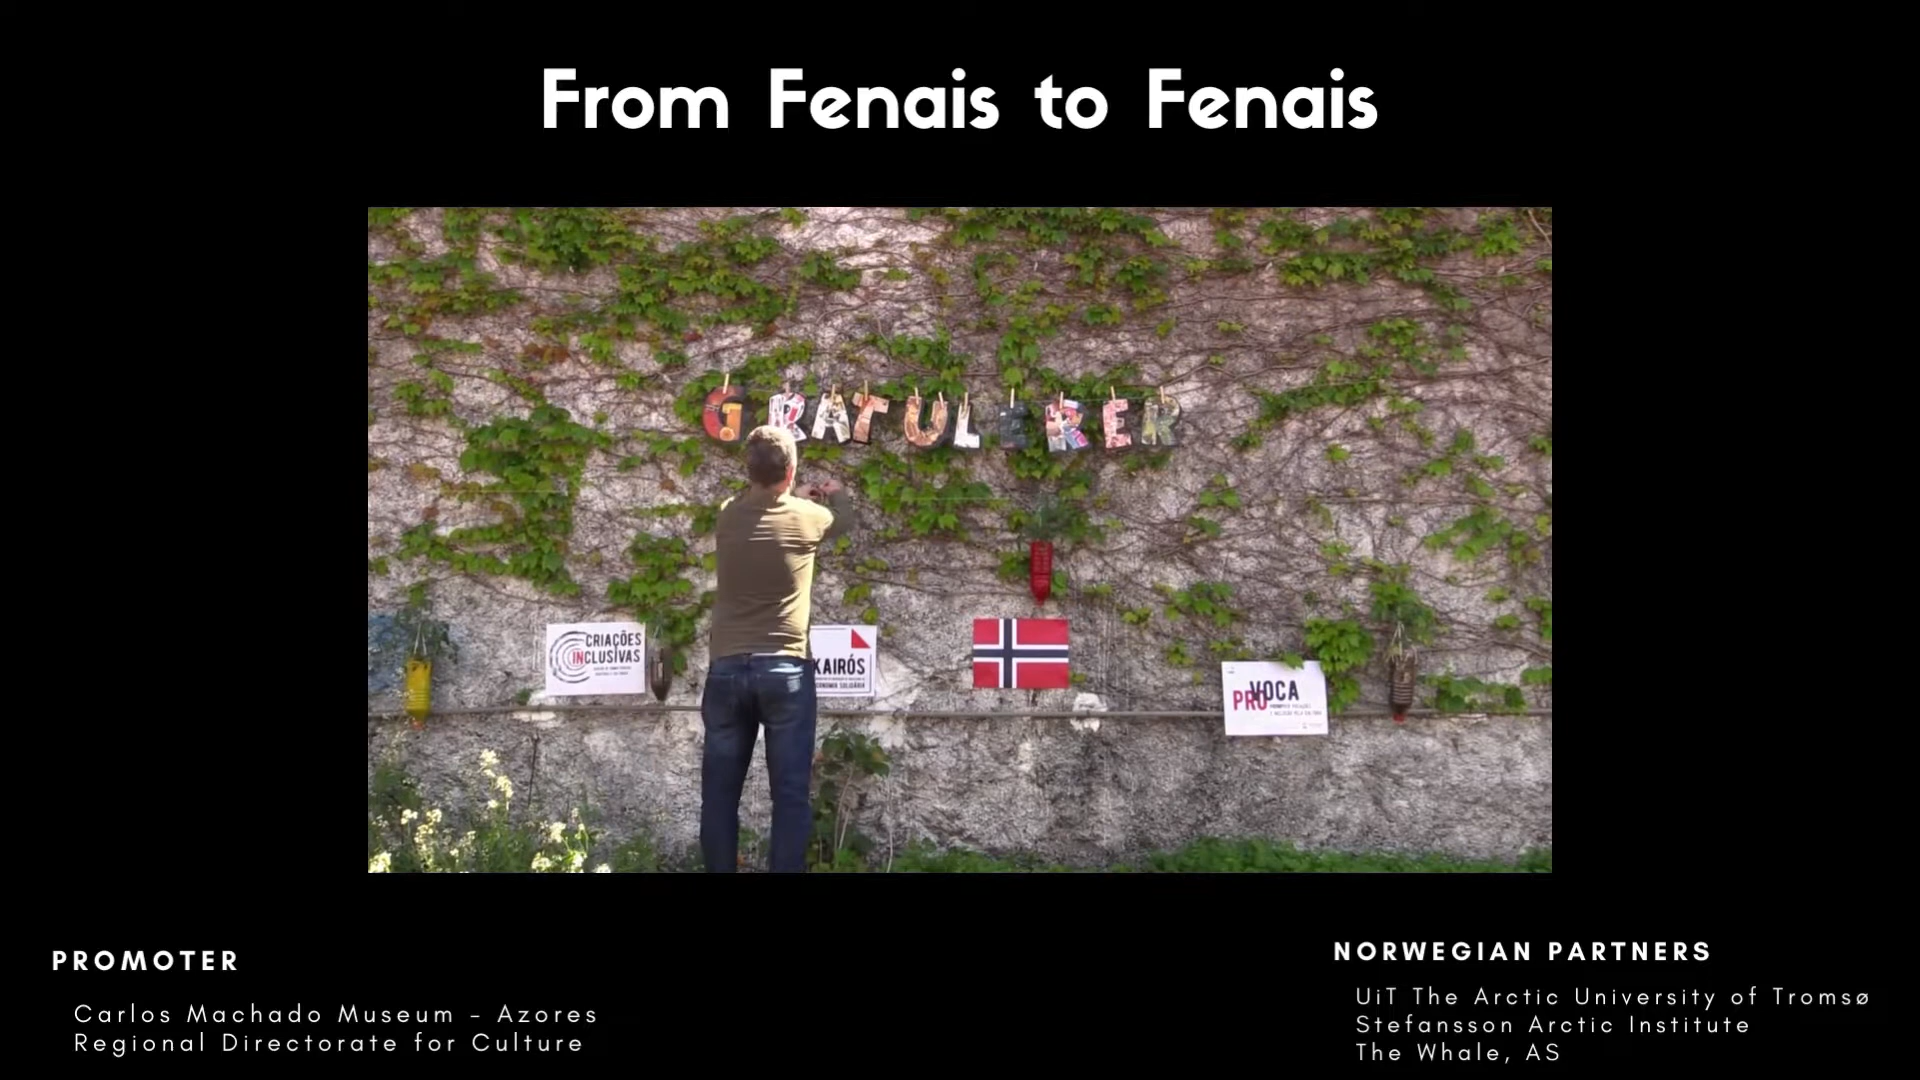 From Fenais to Fenais
GRATULERER
CRIAÇÕES
INCLUSIVAS
KAIRÓS
PROVOCA
PROMOTER
Carlos Machado Museum - Azores
Regional Directorate for Culture
NORWEGIAN PARTNERS
UiT The Arctic University of Tromsø
Stefansson Arctic Institute
The Whale, AS